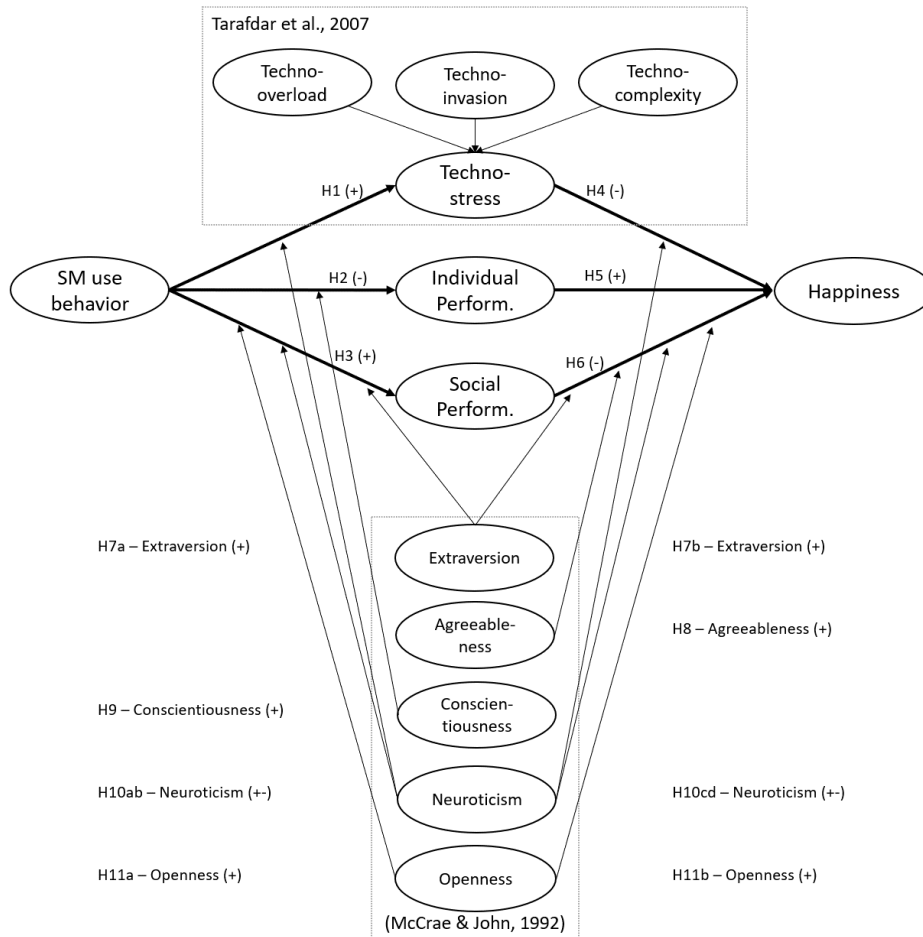 Tarafdar et al., 2007
Techno-
overload
Techno-
invasion
Techno-
complexity
Techno-
stress
H1 (+)
H4 (-)
SM use
behavior
H2 (-)
Individual
Perform.
H5 (+)
Happiness
H3 (+)
Social
Perform.
H6 (-)
H7a – Extraversion (+)
Extraversion
H7b – Extraversion (+)
Agreeable-
ness
H8 – Agreeableness (+)
H9 – Conscientiousness (+)
Conscien-
tiousness
H10ab – Neuroticism (+-)
Neuroticism
H10cd – Neuroticism (+-)
H11a – Openness (+)
Openness
H11b – Openness (+)
(McCrae & John, 1992)